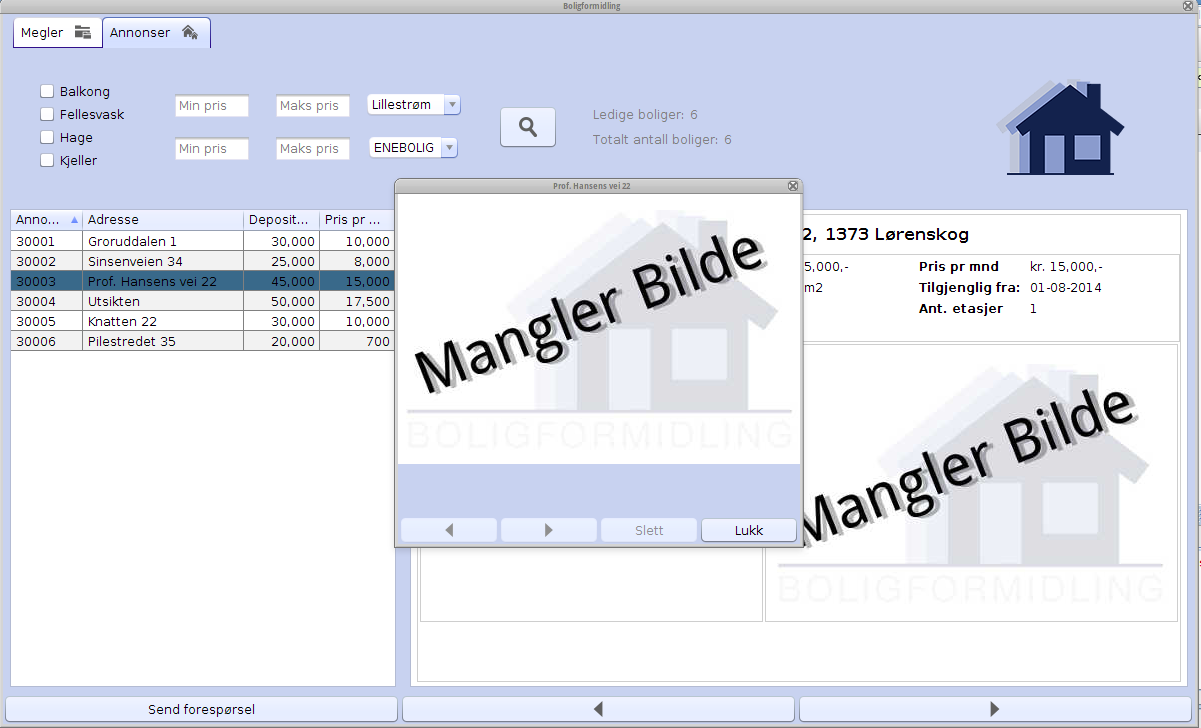 Boligformidling
Megler
Annonser
Balkong
Fellesvask
Hage
Kjeller
Min pris
Maks pris
Lillestrøm
Min pris
Maks pris
ENEBOLIG
Ledige boliger: 6
Totalt antall boliger: 6
Anno... Adresse Deposit... Pris pr ...
30001 Groruddalen 1 30,000 10,000
30002 Sinsenveien 34 25,000 8,000
30003 Prof. Hansens vei 22 45,000 15,000
30004 Utsikten 50,000 17,500
30005 Knatten 22 30,000 10,000
30006 Pilestredet 35 20,000 700
Prof. Hansens vei 22
Mangler Bilde
BOLIGFORMIDLING
Slett
Lukk
2, 1373 Lørenskog
5,000,- Pris pr mnd kr. 15,000,-
m2 Tilgjenglig fra: 01-08-2014
Ant. etasjer 1
Mangler Bilde
BOLIGFORMIDLING
Send forespørsel